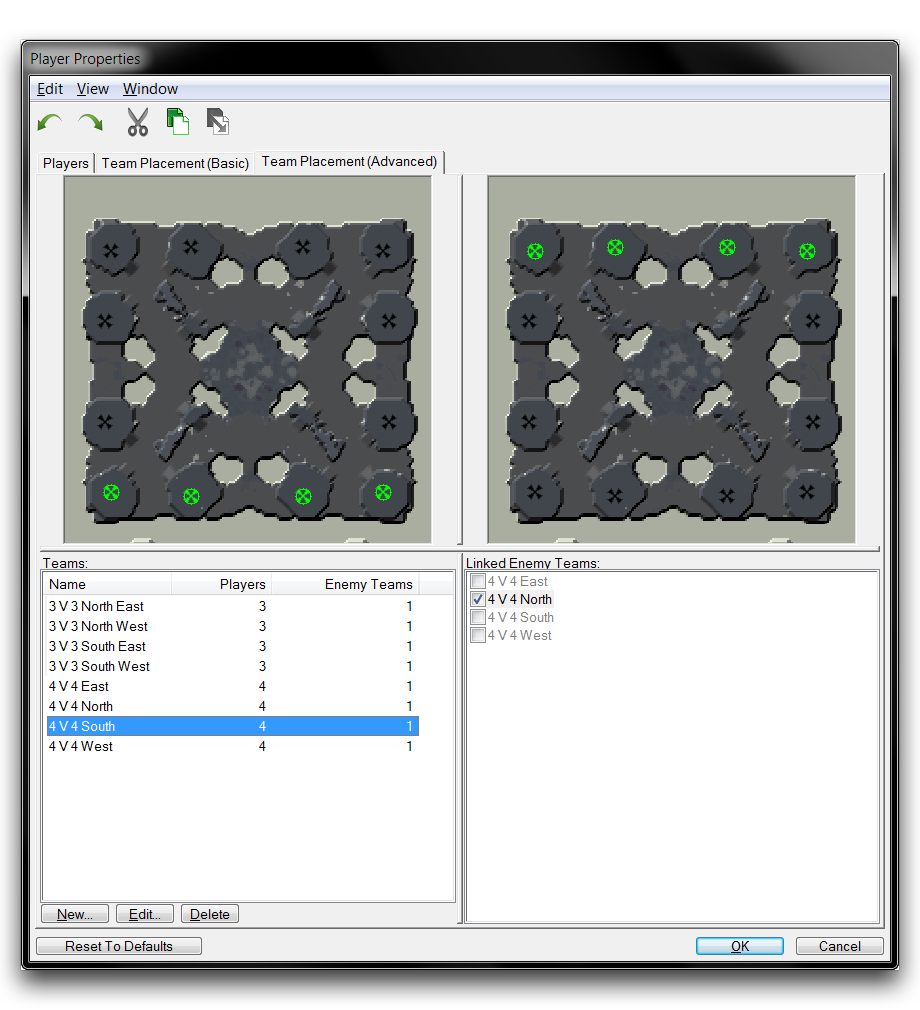 Player Properties
Edit View Window
Players Team Placement (Basic) Team Placement (Advanced)
Teams:
Name Players Enemy Teams
3 V 3 North East 3 1
3 V 3 North West 3 1
3 V 3 South East 3 1
3 V 3 South West 3 1
4 V 4 East 4 1
4 V 4 North 4 1
4 V 4 South 4 1
4 V 4 West 4 1
New... Edit... Delete
Linked Enemy Teams:
4 V 4 East
4 V 4 North
4 V 4 South
4 V 4 West
Reset To Defaults OK Cancel